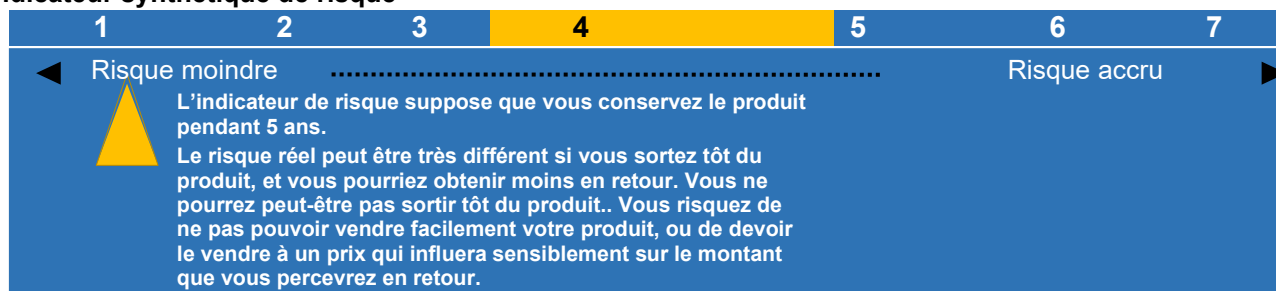 ndicateur synthétique de risque
1 2 3 4 5 6 7
Risque moindre Risque accru
L'indicateur de risque suppose que vous conservez le produit
pendant 5 ans.
Le risque réel peut être très différent si vous sortez tôt du
produit, et vous pourriez obtenir moins en retour. Vous ne
pourrez peut-être pas sortir tôt du produit.. Vous risquez de
ne pas pouvoir vendre facilement votre produit, ou de devoir
le vendre à un prix qui influera sensiblement sur le montant
que vous percevrez en retour.